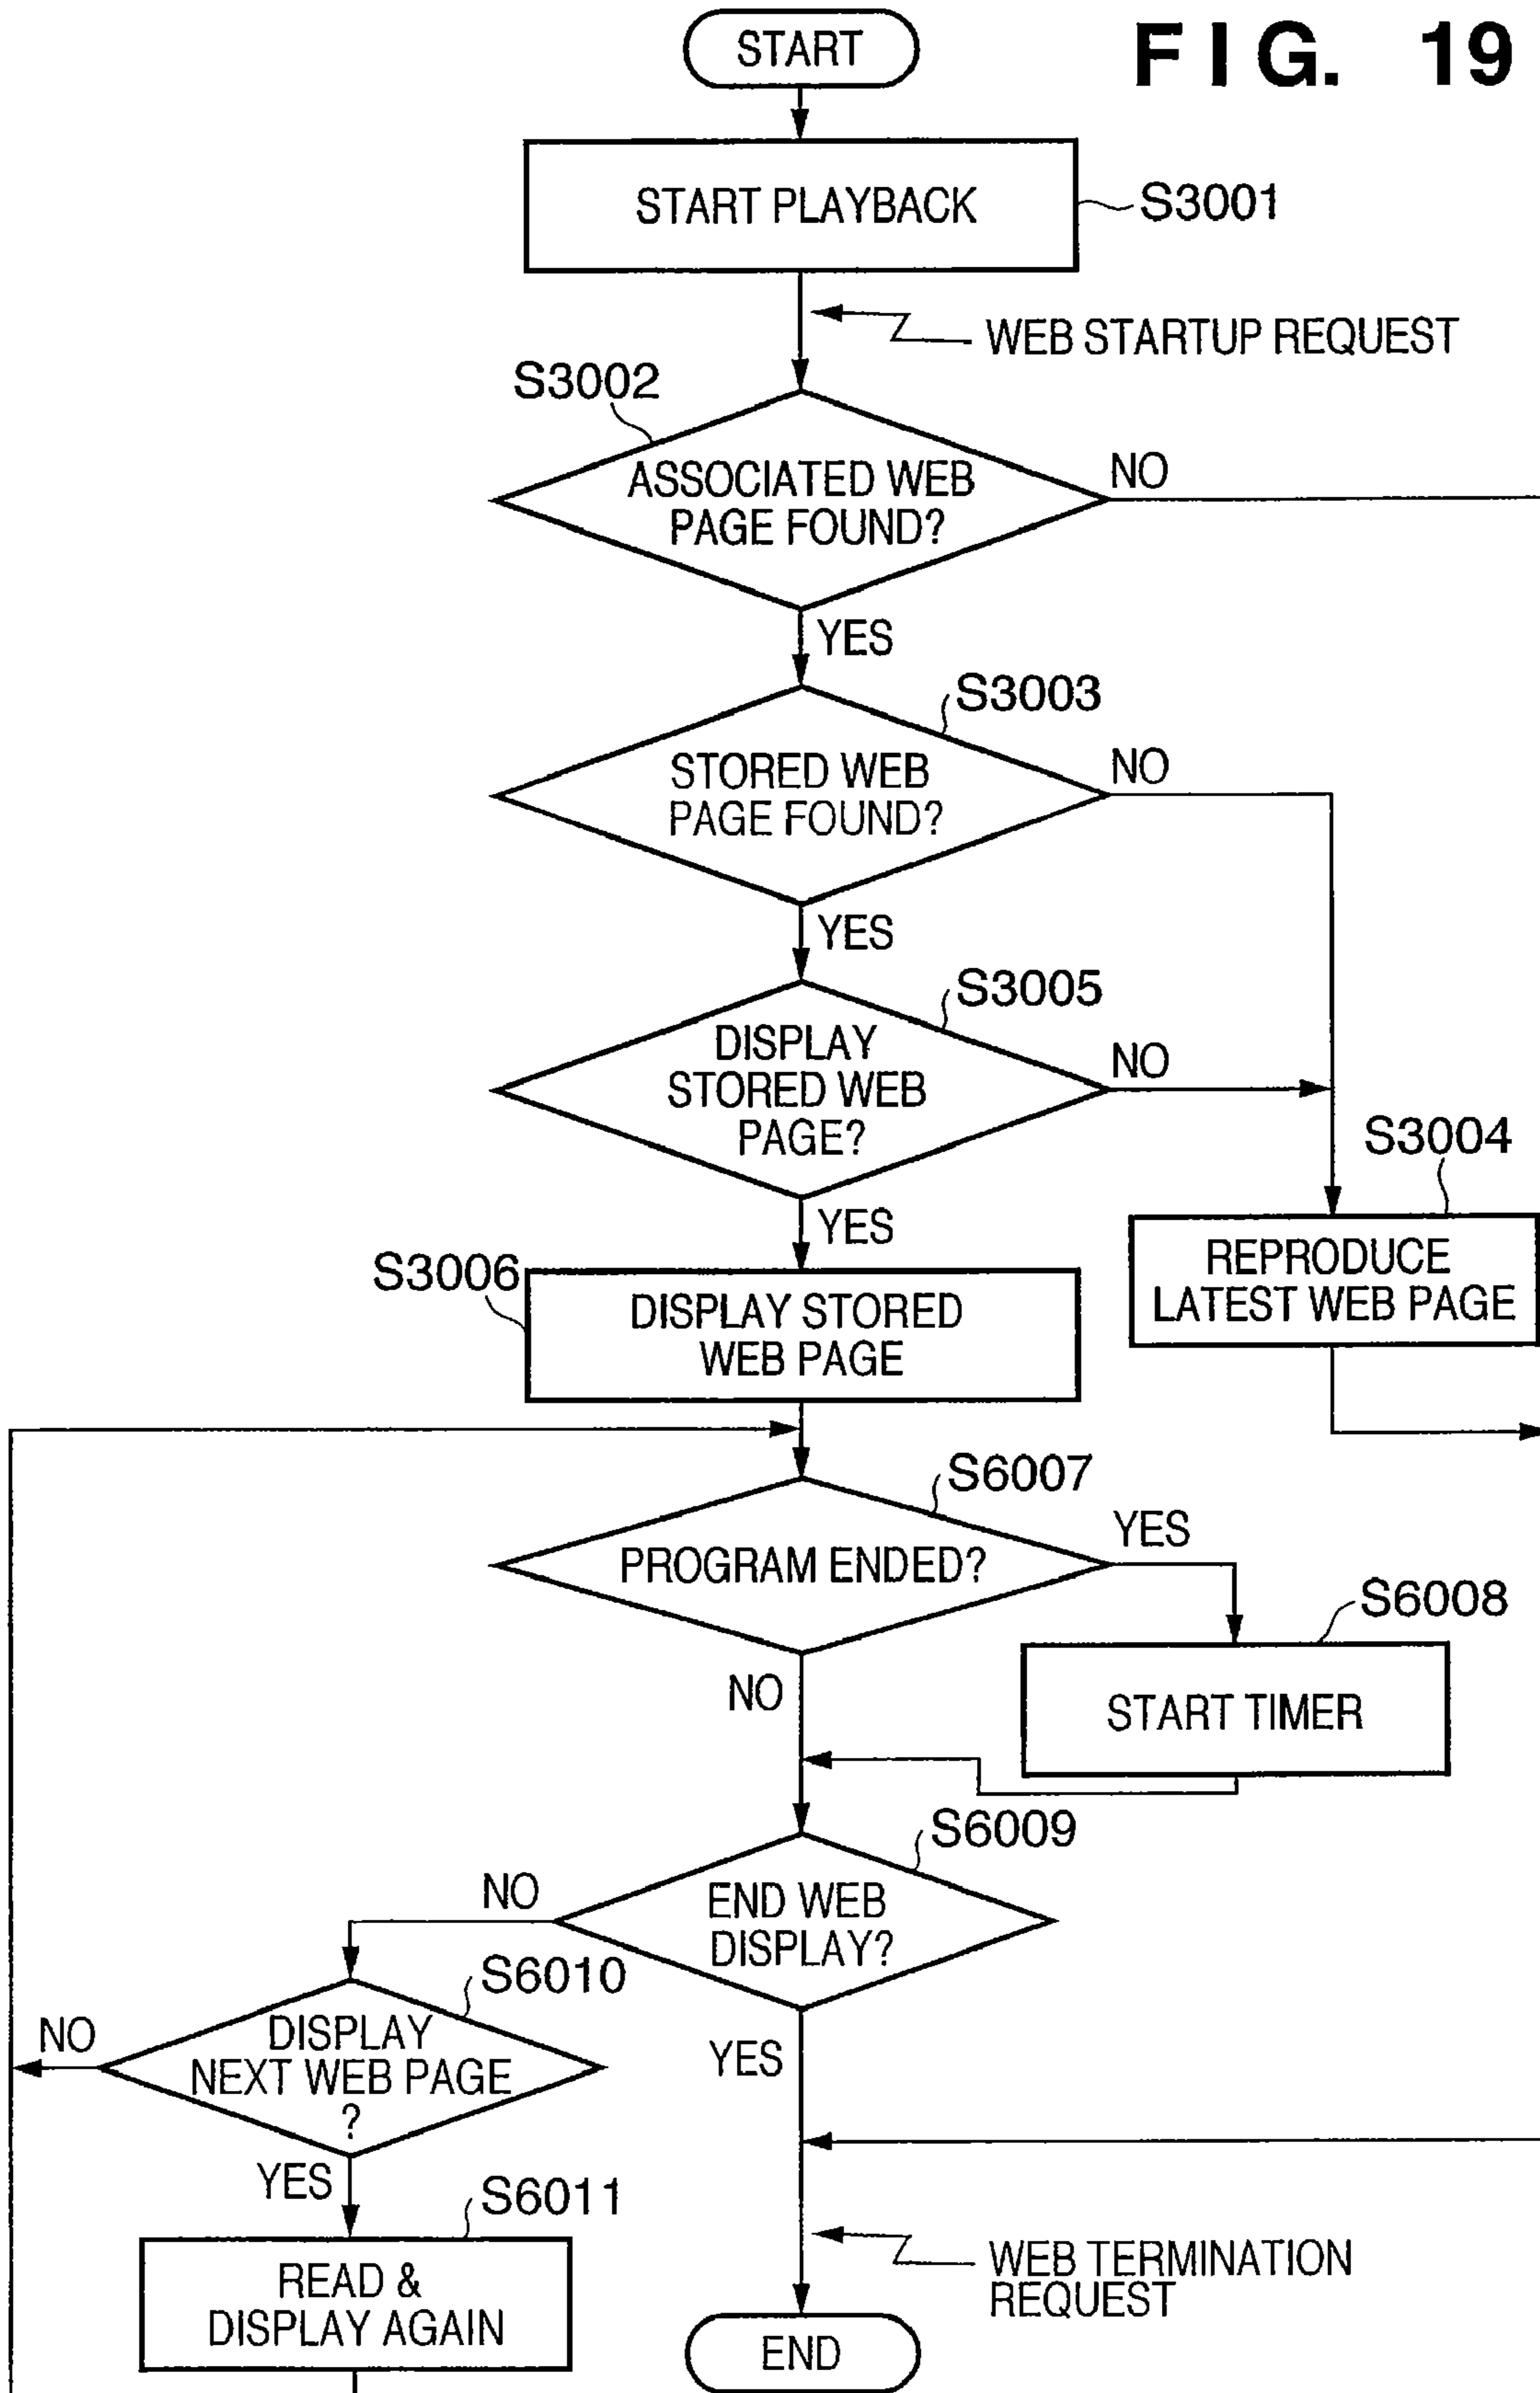 START
FIG. 19
START PLAYBACK
S3001
WEB STARTUP REQUEST
S3002
ASSOCIATED WEB
PAGE FOUND?
NO
YES
S3003
STORED WEB
PAGE FOUND?
NO
YES
S3005
DISPLAY
STORED WEB
PAGE?
NO
YES
S3004
REPRODUCE
LATEST WEB PAGE
S3006
DISPLAY STORED
WEB PAGE
S6007
PROGRAM ENDED?
YES
NO
S6008
START TIMER
S6009
END WEB
DISPLAY?
NO
YES
S6010
DISPLAY
NEXT WEB PAGE
?
NO
YES
S6011
READ &
DISPLAY AGAIN
WEB TERMINATION
REQUEST
END